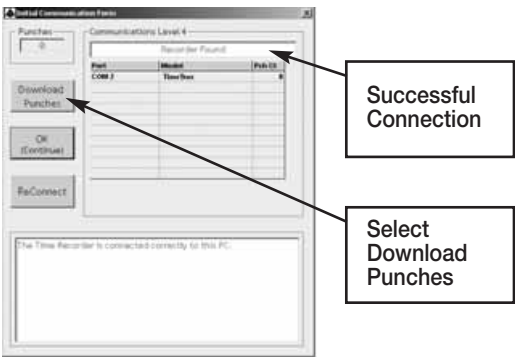 Initial Communication Form
Punches
0
Communications Level 4
Recorder Found
Port Model Pch Ct
COM 2 TimeBus 0
Download
Punches
OK
(Continue)
ReConnect
The Time Recorder is connected correctly to this PC.
Successful
Connection
Select
Download
Punches